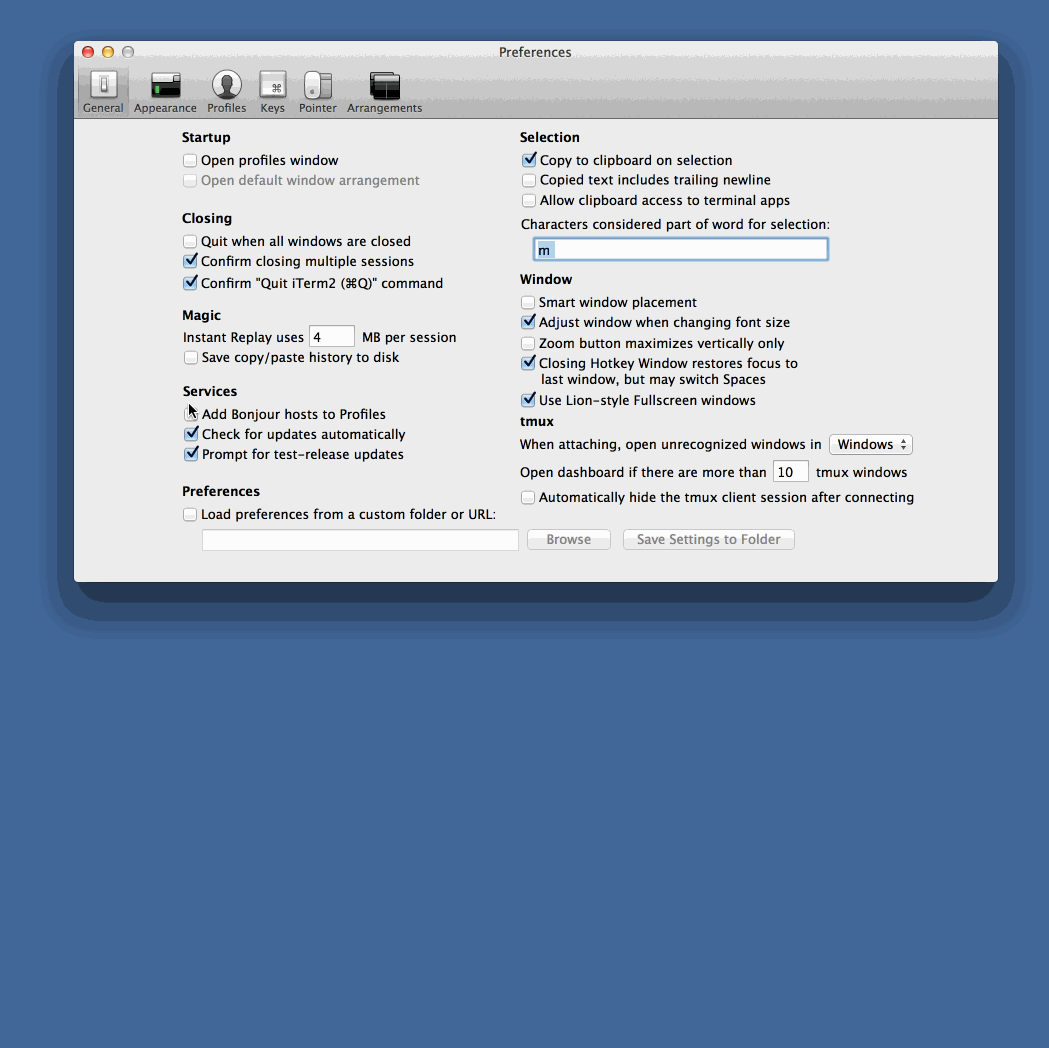 Preferences
General Appearance Profiles Keys Pointer Arrangements
Startup
Open profiles window
Open default window arrangement
Closing
Quit when all windows are closed
Confirm closing multiple sessions
Confirm "Quit iTerm2 (⌘Q)" command
Magic
Instant Replay uses 4 MB per session
Save copy/paste history to disk
Services
Add Bonjour hosts to Profiles
Check for updates automatically
Prompt for test-release updates
Preferences
Load preferences from a custom folder or URL:
Browse Save Settings to Folder
Selection
Copy to clipboard on selection
Copied text includes trailing newline
Allow clipboard access to terminal apps
Characters considered part of word for selection:
m
Window
Smart window placement
Adjust window when changing font size
Zoom button maximizes vertically only
Closing Hotkey Window restores focus to
last window, but may switch Spaces
Use Lion-style Fullscreen windows
tmux
When attaching, open unrecognized windows in Windows
Open dashboard if there are more than 10 tmux windows
Automatically hide the tmux client session after connecting